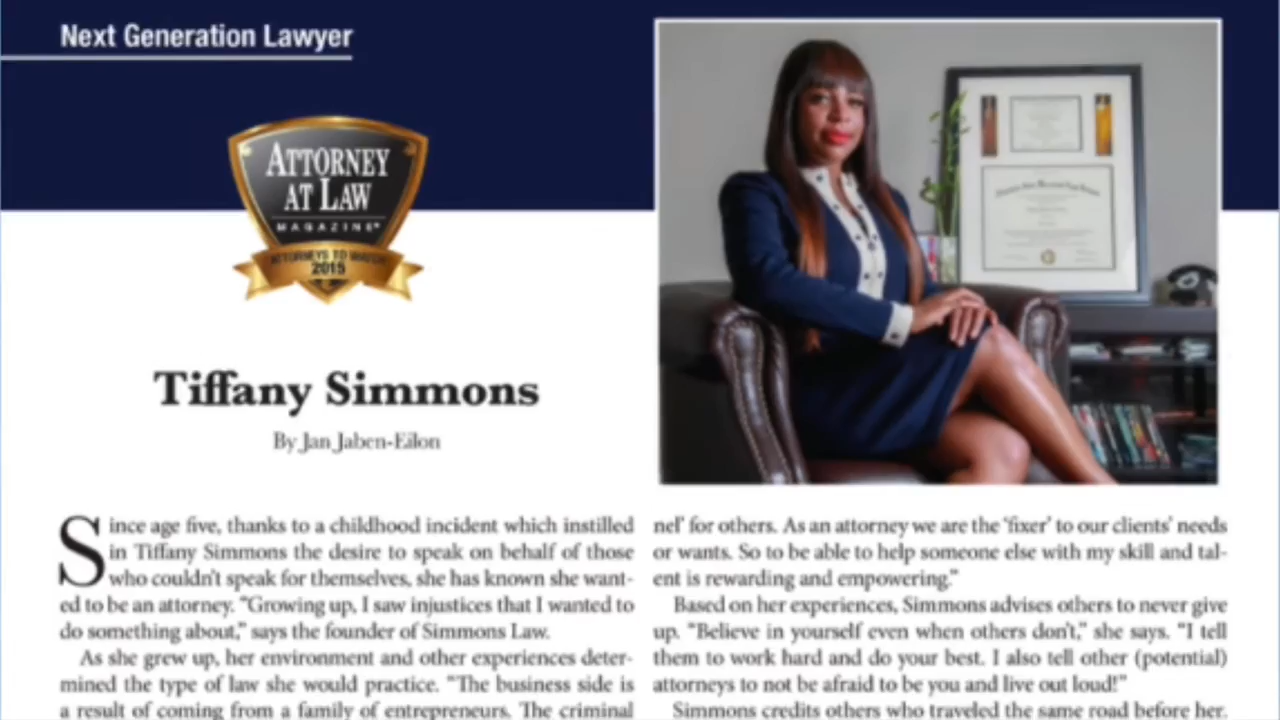 Next Generation Lawyer
ATTORNEY
AT LAW
MAGAZINE®
ATTORNEYS TO WATCH
2015
Tiffany Simmons
By Jan Jaben-Eilon
Since age five, thanks to a childhood incident which instilled
in Tiffany Simmons the desire to speak on behalf of those
who couldn't speak for themselves, she has known she want-
ed to be an attorney. “Growing up, I saw injustices that I wanted to
do something about,” says the founder of Simmons Law.
As she grew up, her environment and other experiences deter-
mined the type of law she would practice. “The business side is
a result of coming from a family of entrepreneurs. The criminal
nel’ for others. As an attorney we are the ‘fixer’ to our clients’ needs
or wants. So to be able to help someone else with my skill and tal-
ent is rewarding and empowering.”
Based on her experiences, Simmons advises others to never give
up. “Believe in yourself even when others don’t,” she says. “I tell
them to work hard and do your best. I also tell other (potential)
attorneys to not be afraid to be you and live out loud!”
Simmons credits others who traveled the same road before her.